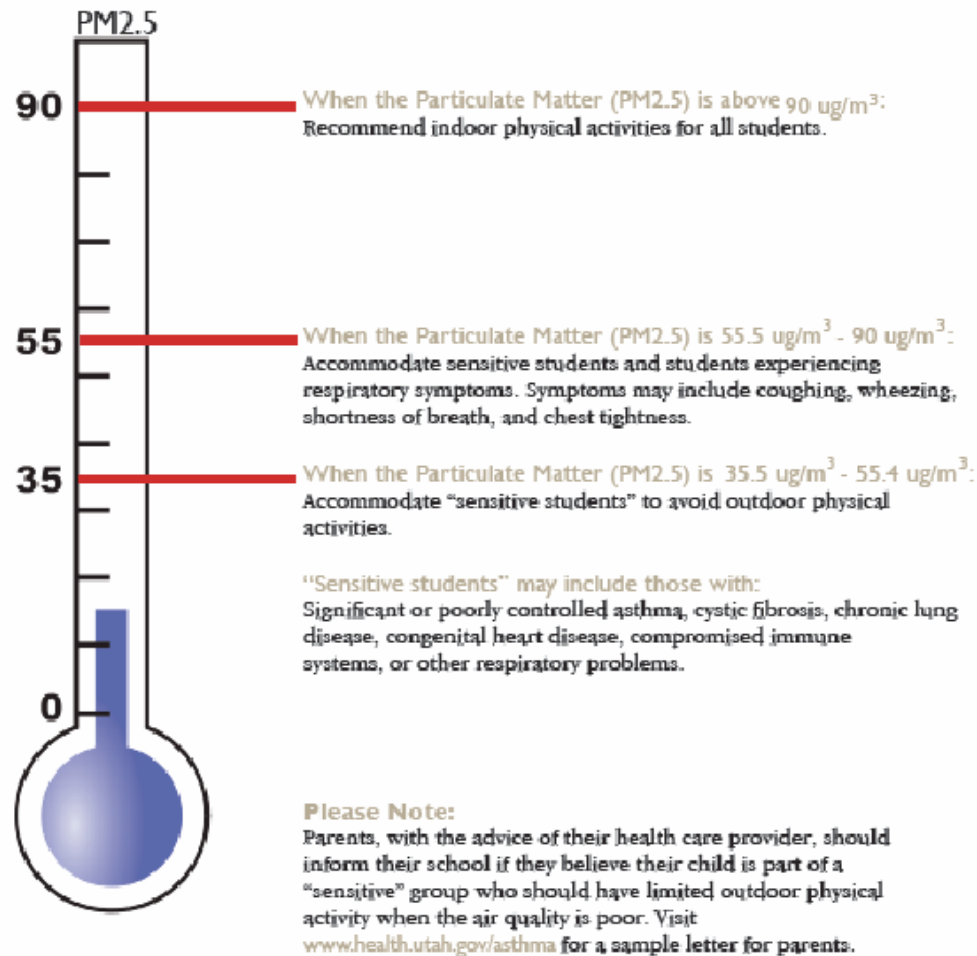 PM2.5
90
When the Particulate Matter (PM2.5) is above 90 ug/m³:
Recommend indoor physical activities for all students.
55
When the Particulate Matter (PM2.5) is 55.5 ug/m³ - 90 ug/m³:
Accommodate sensitive students and students experiencing
respiratory symptoms. Symptoms may include coughing, wheezing,
shortness of breath, and chest tightness.
35
When the Particulate Matter (PM2.5) is 35.5 ug/m³ - 55.4 ug/m³:
Accommodate “sensitive students” to avoid outdoor physical
activities.
“Sensitive students” may include those with:
Significant or poorly controlled asthma, cystic fibrosis, chronic lung
disease, congenital heart disease, compromised immune
systems, or other respiratory problems.
0
Please Note:
Parents, with the advice of their health care provider, should
inform their school if they believe their child is part of a
“sensitive” group who should have limited outdoor physical
activity when the air quality is poor. Visit
www.health.utah.gov/asthma for a sample letter for parents.